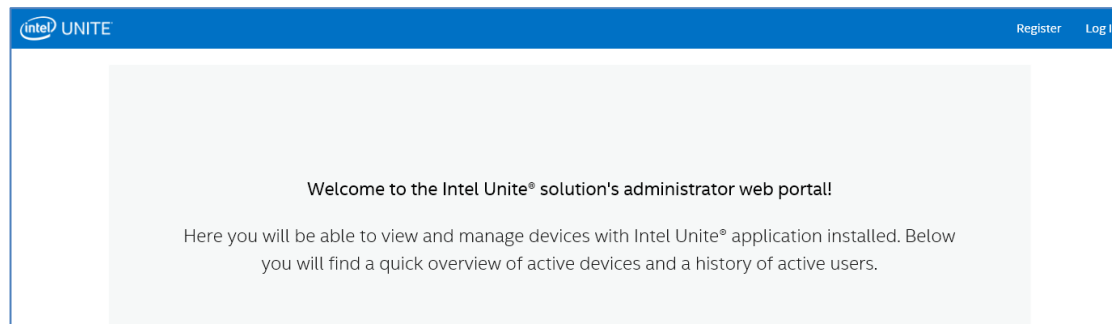 intel UNITE
Register Log I
Welcome to the Intel Unite® solution's administrator web portal!
Here you will be able to view and manage devices with Intel Unite® application installed. Below
you will find a quick overview of active devices and a history of active users.